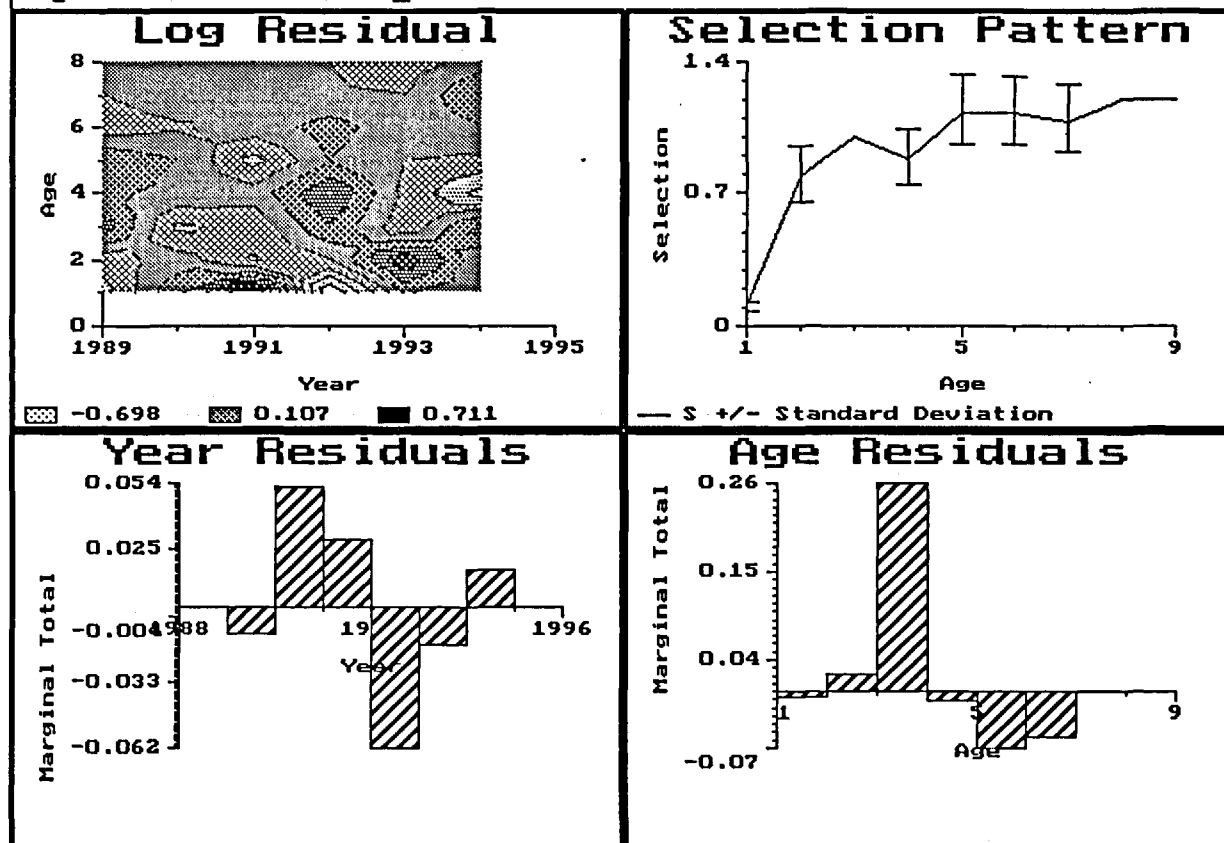 Log Residual
8
6
4
2
0
Age
1989 1991 1993 1995
Year
-0.698 0.107 0.711
Selection Pattern
1.4
0.7
0
Selection
1 5 9
Age
S +/- Standard Deviation
Year Residuals
0.054
0.025
-0.004
-0.033
-0.062
Marginal Total
1988 19 1996
Year
Age Residuals
0.26
0.15
0.04
-0.07
Marginal Total
1 5 9
Age